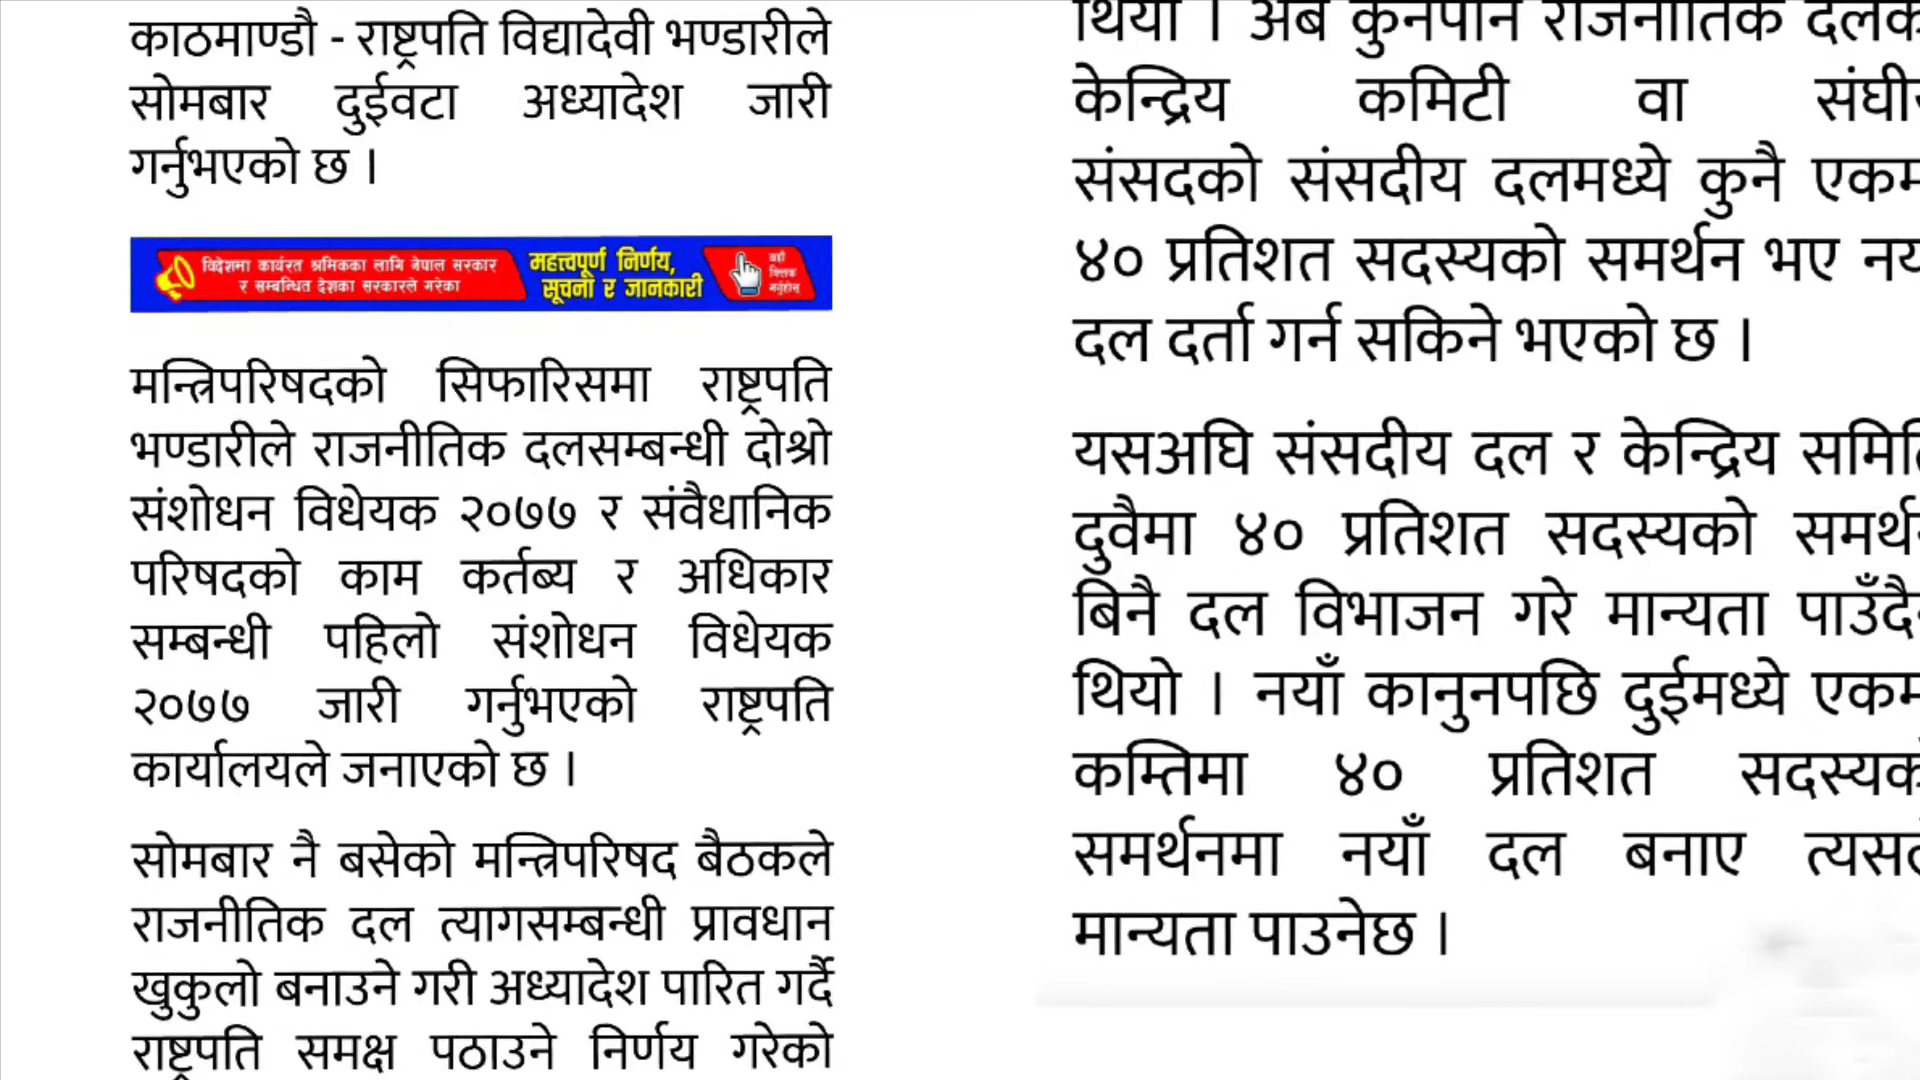 काठमाण्डौ - राष्ट्रपति विद्यादेवी भण्डारीले
सोमबार दुईवटा अध्यादेश जारी
गर्नुभएको छ ।
विदेशमा कार्यरत श्रमिकका लागि नेपाल सरकार
र सम्बन्धित देशका सरकारले गरेका
महत्त्वपूर्ण निर्णय,
सूचना र जानकारी
यहाँ
क्लिक
गर्नुहोस्
मन्त्रिपरिषदको सिफारिसमा राष्ट्रपति
भण्डारीले राजनीतिक दलसम्बन्धी दोश्रो
संशोधन विधेयक २०७७ र संवैधानिक
परिषदको काम कर्तब्य र अधिकार
सम्बन्धी पहिलो संशोधन विधेयक
२०७७ जारी गर्नुभएको राष्ट्रपति
कार्यालयले जनाएको छ ।
सोमबार नै बसेको मन्त्रिपरिषद बैठकले
राजनीतिक दल त्यागसम्बन्धी प्रावधान
खुकुलो बनाउने गरी अध्यादेश पारित गर्दै
राष्ट्रपति समक्ष पठाउने निर्णय गरेको
थियो । अब कुनपनि राजनीतिक
केन्द्रिय कमिटी वा
संसदको संसदीय दलमध्ये कुनै
४० प्रतिशत सदस्यको समर्थन भए
दल दर्ता गर्न सकिने भएको छ ।
यसअघि संसदीय दल र केन्द्रिय
दुवैमा ४० प्रतिशत सदस्यको
बिनै दल विभाजन गरे मान्यता
थियो । नयाँ कानुनपछि दुईमध्ये
कम्तिमा ४० प्रतिशत
समर्थनमा नयाँ दल बनाए
मान्यता पाउनेछ ।